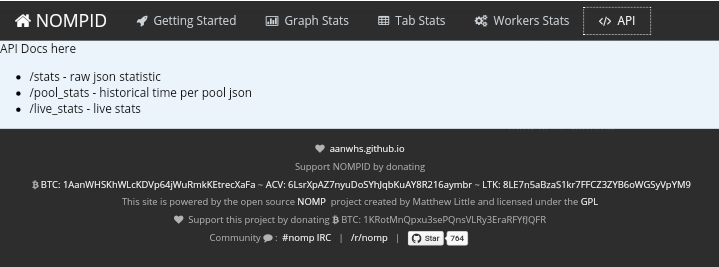 NOMPID Getting Started Graph Stats Tab Stats Workers Stats </> API
API Docs here
• /stats - raw json statistic
• /pool_stats - historical time per pool json
• /live_stats - live stats
aanwhs.github.io
Support NOMPID by donating
BTC: 1AanWHSKhWLcKDVp64jWuRmkKEtrecXaFa ~ ACV: 6LsrXpAZ7nyuDoSYhJqbKuAY8R216aymbr ~ LTK: 8LE7n5aBzaS1kr7FFCZ3ZYB6oWGSyVpYM9
This site is powered by the open source NOMP project created by Matthew Little and licensed under the GPL
Support this project by donating BTC: 1KRotMnQpxu3sePQnsVLRy3EraRFYfJQFR
Community : #nomp IRC | /r/nomp | Star 764